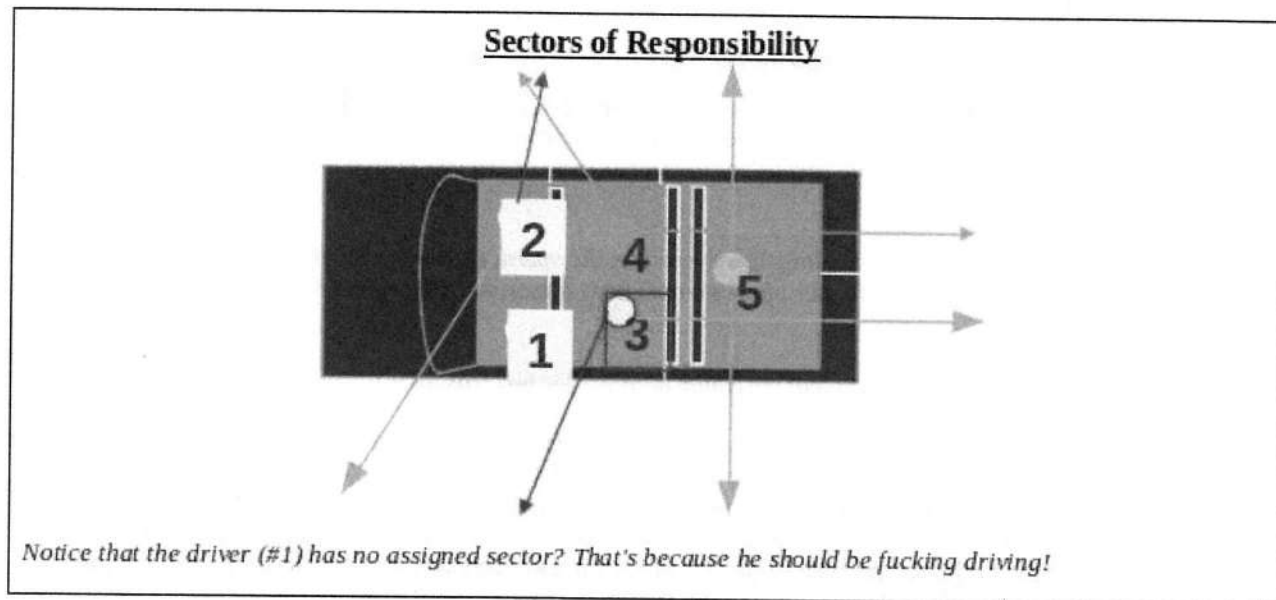 Sectors of Responsibility
2
4
5
3
1
Notice that the driver (#1) has no assigned sector? That's because he should be fucking driving!